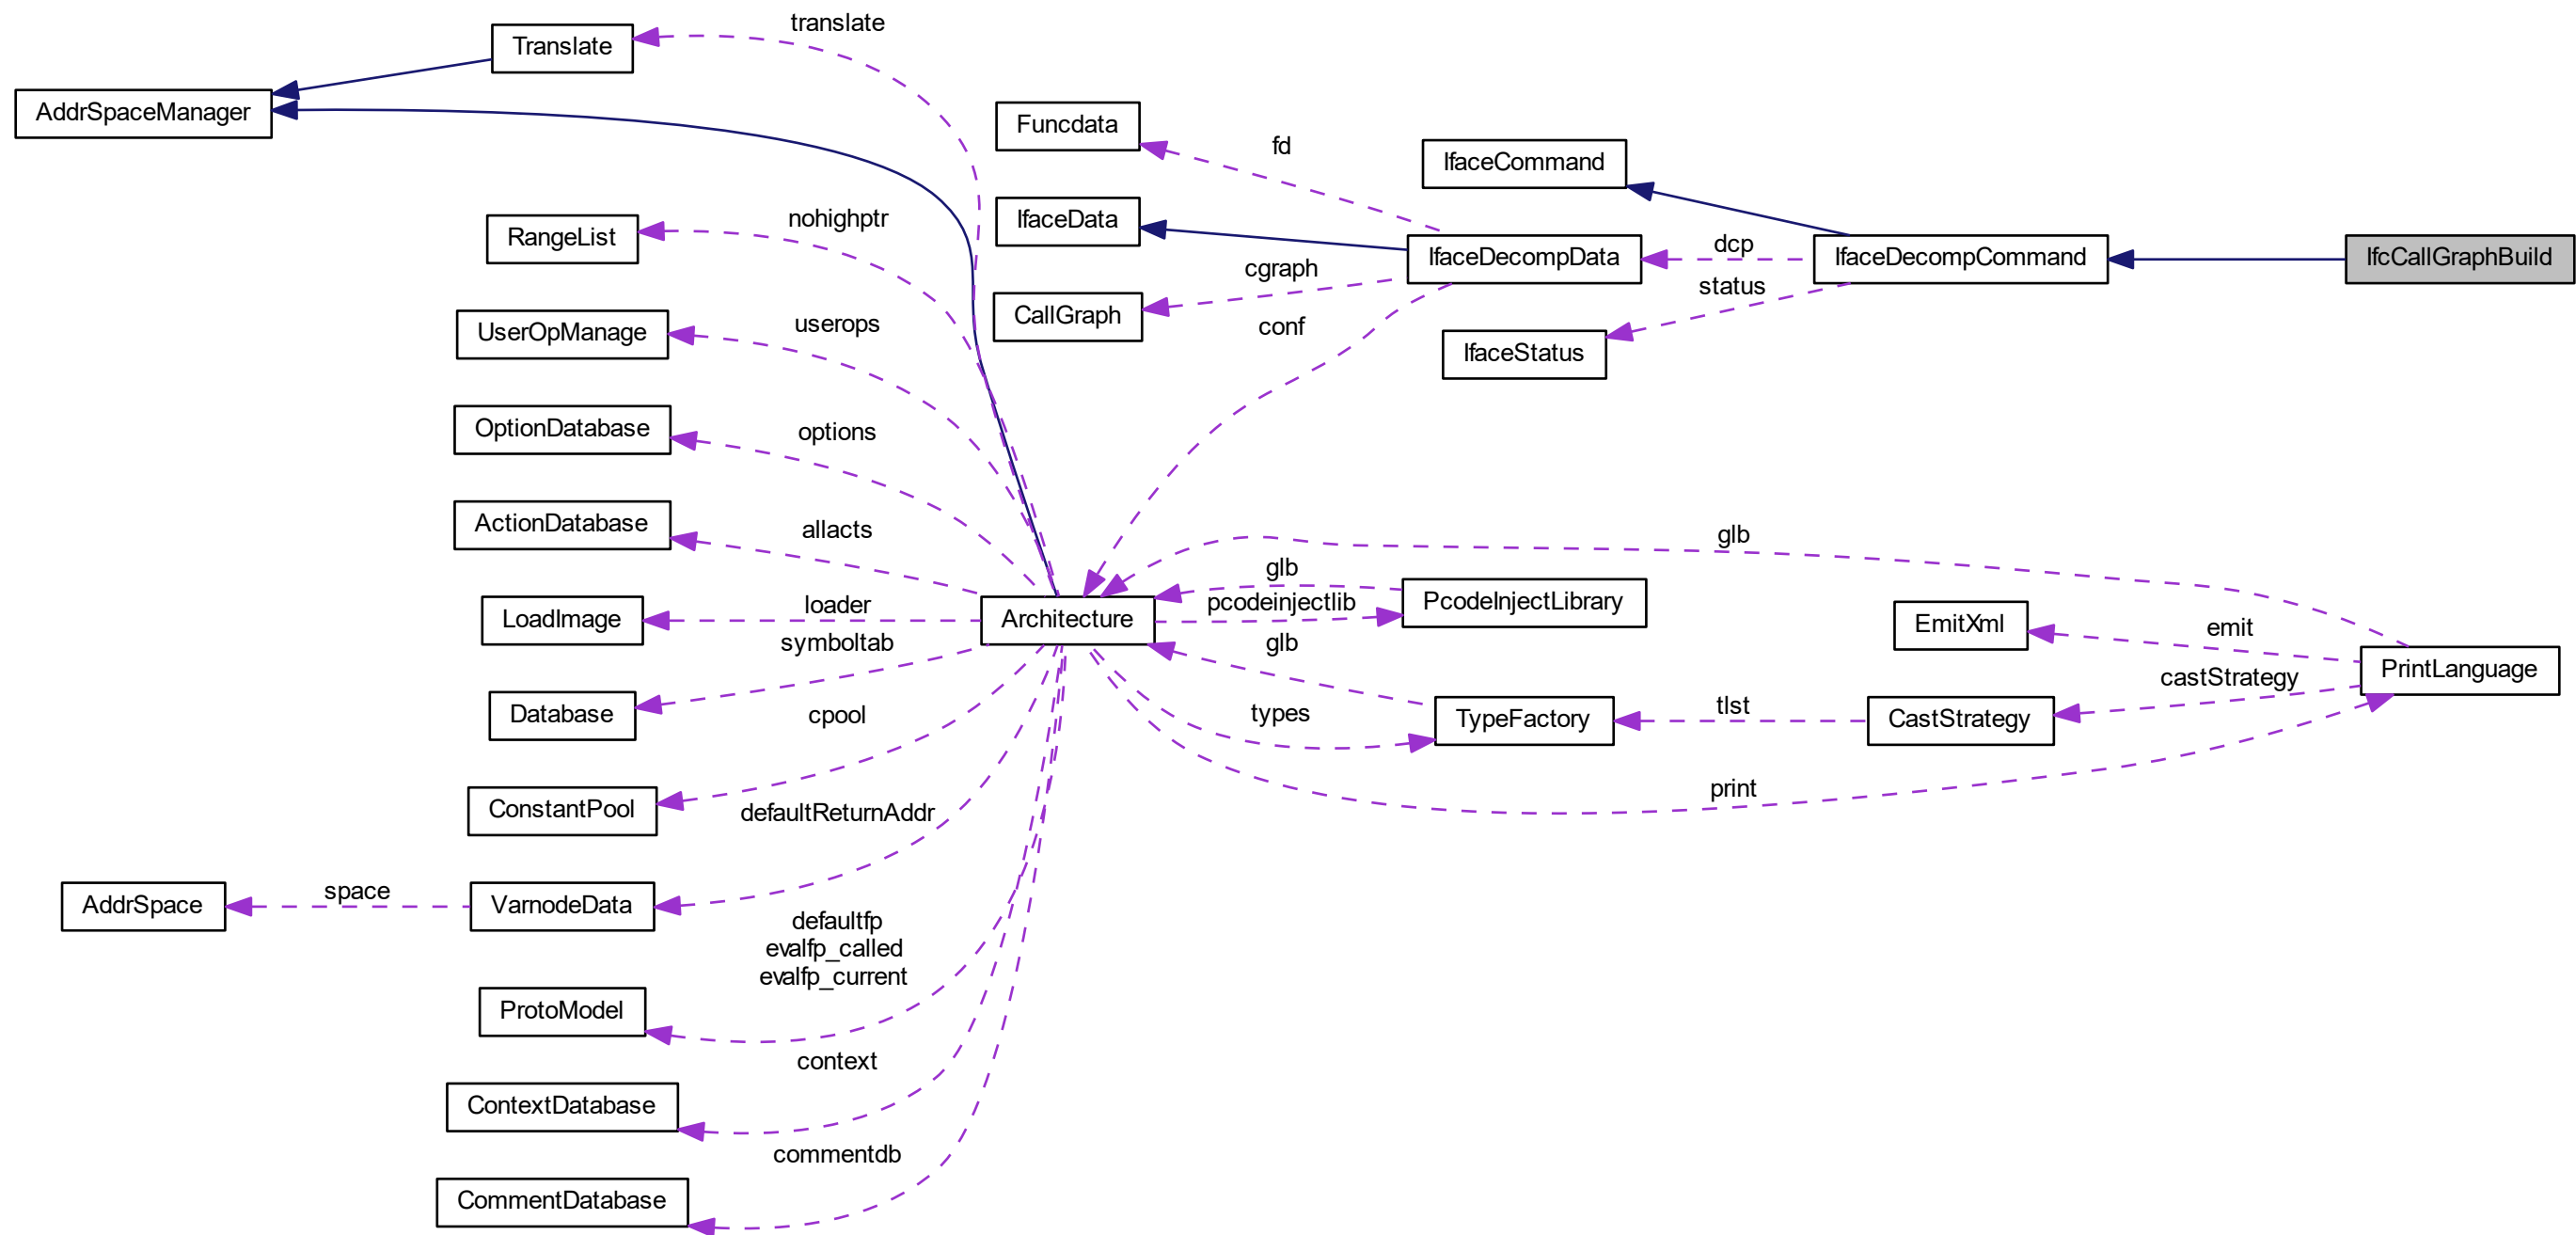 translate
Translate
AddrSpaceManager
Funcdata
fd
IfaceCommand
nohighptr
RangeList
IfaceData
IfaceDecompData
dcp
IfaceDecompCommand
IfcCallGraphBuild
cgraph
status
CallGraph
conf
userops
UserOpManage
IfaceStatus
OptionDatabase
options
ActionDatabase
allacts
glb
glb
pcodeinjectlib
PcodeInjectLibrary
LoadImage
loader
Architecture
EmitXml
emit
symboltab
glb
PrintLanguage
castStrategy
Database
cpool
types
TypeFactory
tlst
CastStrategy
print
ConstantPool
defaultReturnAddr
AddrSpace
space
VarnodeData
defaultfp
evalfp_called
evalfp_current
ProtoModel
context
ContextDatabase
commentdb
CommentDatabase